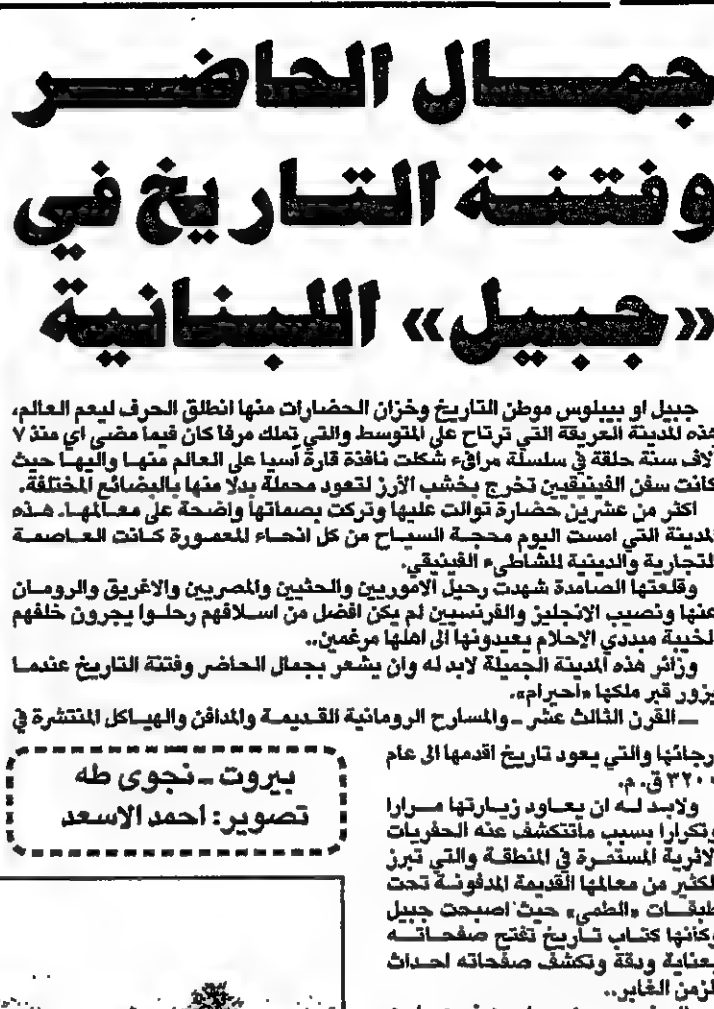 جمال الحاضر
وفتنة التاريخ في
«جبيل» اللبنانية
جبيل او بيبلوس موطن التاريخ وخزان الحضارات منها انطلق الحرف ليعم العالم،
هذه المدينة العريقة التي ترتاح على المتوسط والتي تملك مرفأ كان فيما مضى اي منذ ٧
آلاف سنة حلقة في سلسلة مرافىء شكلت نافذة قارة آسيا على العالم منها واليها حيث
كانت سفن الفينيقيين تخرج بخشب الأرز لتعود محملة بدلا منها بالبضائع المختلفة.
اكثر من عشرين حضارة توالت عليها وتركت بصماتها واضحة على معالمها. هذه
المدينة التي امست اليوم محجة السياح من كل انحاء المعمورة كانت العاصمة
التجارية والدينية للشاطىء الفينيقي.
وقلعتها الصامدة شهدت رحيل الاموريين والحثيين والمصريين والاغريق والرومان
عنها ونصيب الانجليز والفرنسيين لم يكن افضل من اسلافهم رحلوا يجرون خلفهم
الخيبة مبددي الاحلام يعيدونها الى اهلها مرغمين..
وزائر هذه المدينة الجميلة لابد له وان يشعر بجمال الحاضر وفتنة التاريخ عندما
يزور قبر ملكها «احيرام».
ـ القرن الثالث عشر ـ والمسارح الرومانية القديمة والمدافن والهياكل المنتشرة في
ارجائها والتي يعود تاريخ اقدمها الى عام
٣٢٠٠ ق. م.
ولابد له ان يعاود زيارتها مرارا
وتكرارا بسبب ماتتكشف عنه الحفريات
الاثرية المستمرة في المنطقة والتي تبرز
الكثير من معالمها القديمة المدفونة تحت
طبقات «الطمي» حيث اصبحت جبيل
وكأنها كتاب تاريخ تفتح صفحاته
بعناية ودقة وتكشف صفحاته احداث
الزمن الغابر..
بيروت ـ نجوى طه
تصوير: احمد الاسعد